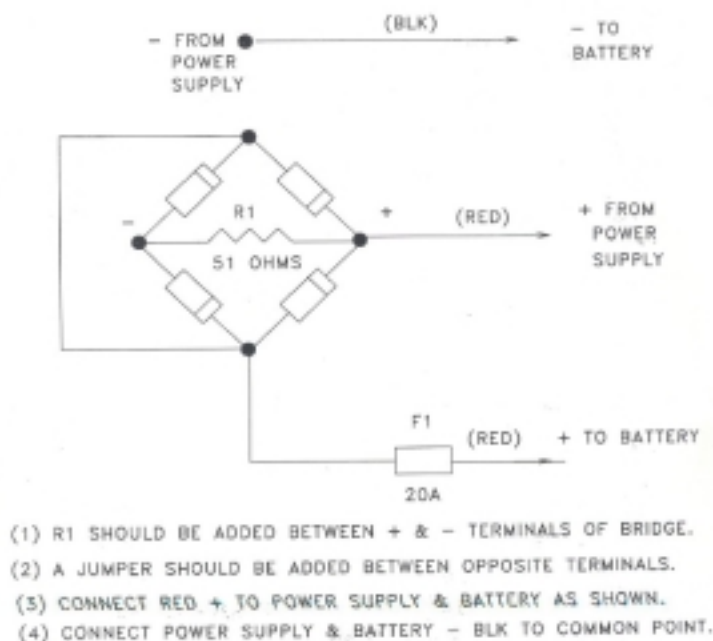 (BLK)
- FROM
POWER
SUPPLY
- TO
BATTERY
R1
-
+
51 OHMS
(RED)
+ FROM
POWER
SUPPLY
F1
(RED)
+ TO BATTERY
20A
(1) R1 SHOULD BE ADDED BETWEEN + & - TERMINALS OF BRIDGE.
(2) A JUMPER SHOULD BE ADDED BETWEEN OPPOSITE TERMINALS.
(3) CONNECT RED + TO POWER SUPPLY & BATTERY AS SHOWN.
(4) CONNECT POWER SUPPLY & BATTERY - BLK TO COMMON POINT.